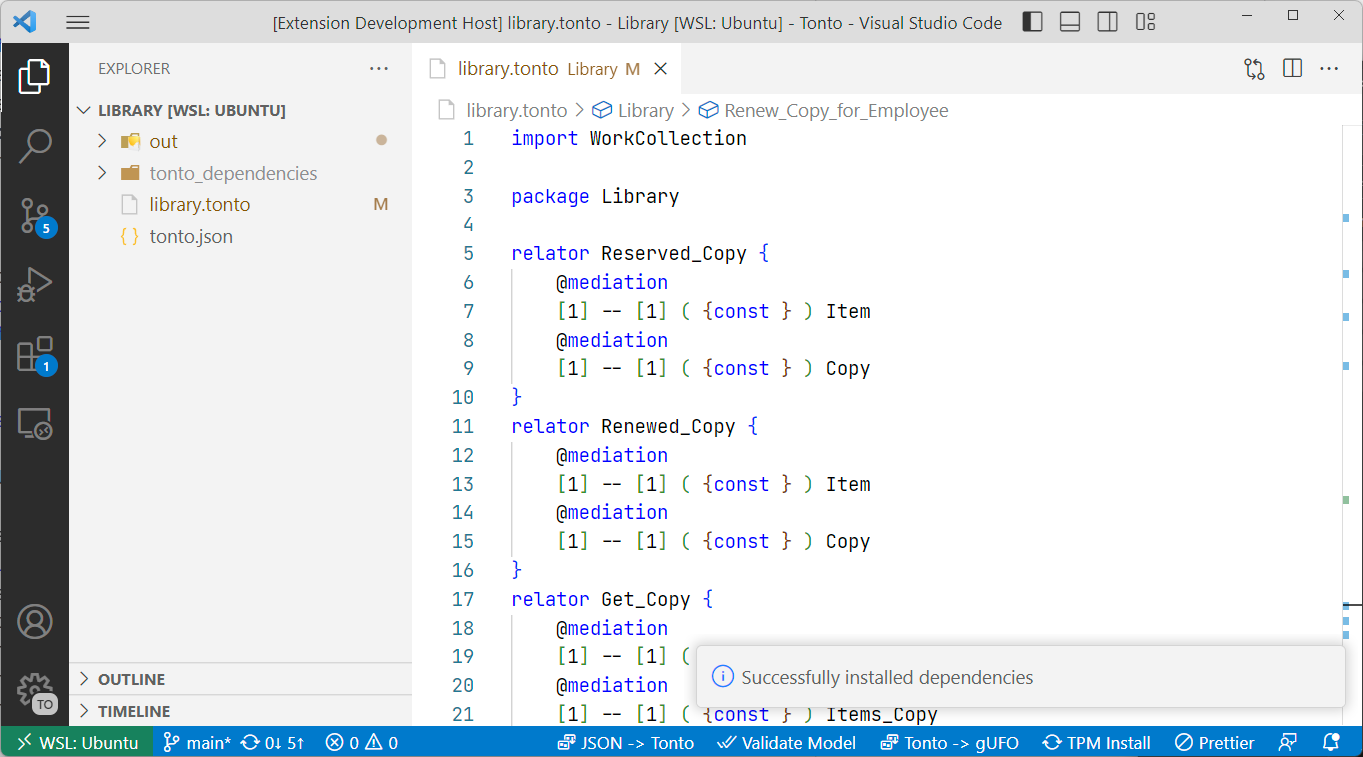 [Extension Development Host] library.tonto - Library [WSL: Ubuntu] - Tonto - Visual Studio Code
EXPLORER
LIBRARY [WSL: UBUNTU]
out
tonto_dependencies
library.tonto M
tonto.json
OUTLINE
TIMELINE
5
1
TO
library.tonto Library M
library.tonto > Library > Renew_Copy_for_Employee
1 import WorkCollection
2
3 package Library
4
5 relator Reserved_Copy {
6 @mediation
7 [1] -- [1] ( {const } ) Item
8 @mediation
9 [1] -- [1] ( {const } ) Copy
10 }
11 relator Renewed_Copy {
12 @mediation
13 [1] -- [1] ( {const } ) Item
14 @mediation
15 [1] -- [1] ( {const } ) Copy
16 }
17 relator Get_Copy {
18 @mediation
19 [1] -- [1] (
20 @mediation
21 [1] -- [1] ( {const } ) Items_Copy
Successfully installed dependencies
WSL: Ubuntu main* 0↓ 5↑ 0 0 JSON -> Tonto Validate Model Tonto -> gUFO TPM Install Prettier